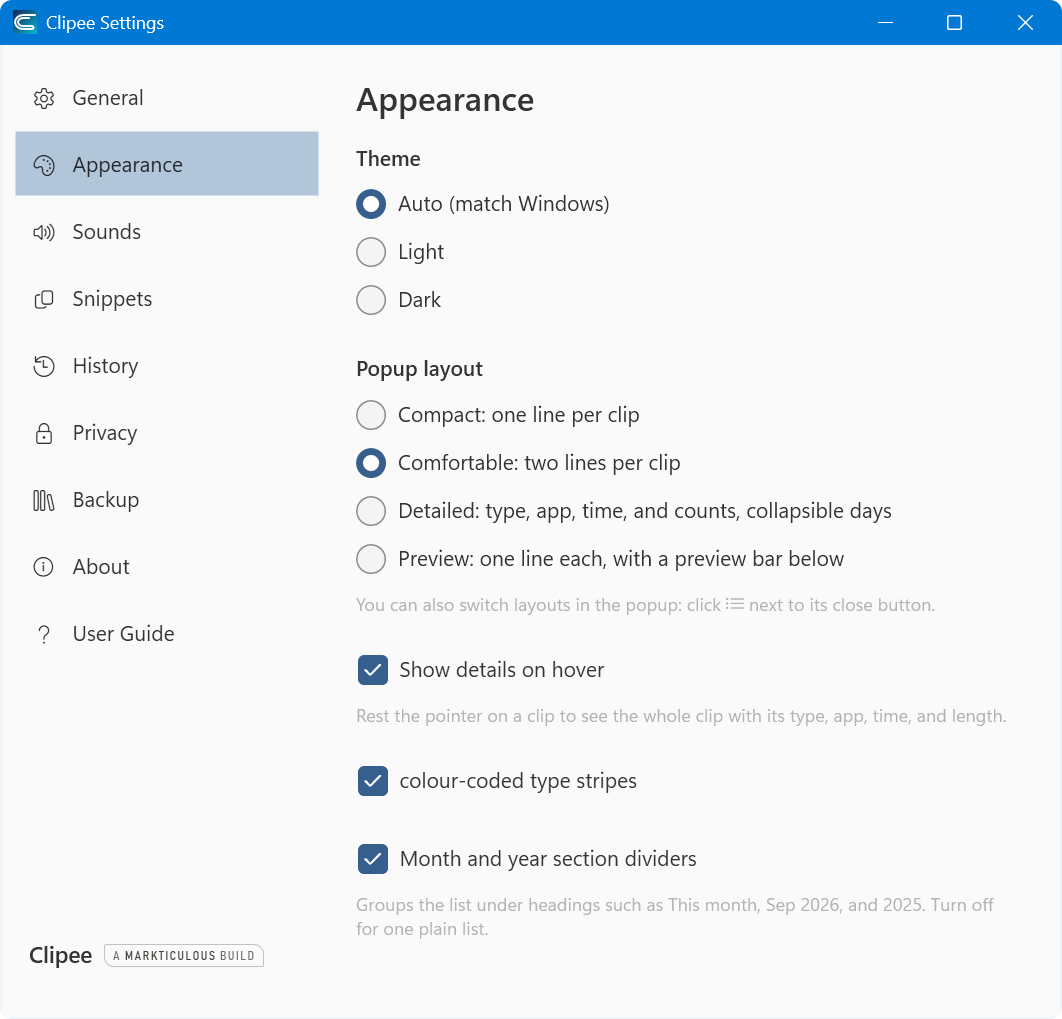 Clipee Settings
General
Appearance
Sounds
Snippets
History
Privacy
Backup
About
User Guide
Clipee
A MARKTICULOUS BUILD
Appearance
Theme
Auto (match Windows)
Light
Dark
Popup layout
Compact: one line per clip
Comfortable: two lines per clip
Detailed: type, app, time, and counts, collapsible days
Preview: one line each, with a preview bar below
You can also switch layouts in the popup: click next to its close button.
Show details on hover
Rest the pointer on a clip to see the whole clip with its type, app, time, and length.
colour-coded type stripes
Month and year section dividers
Groups the list under headings such as This month, Sep 2026, and 2025. Turn off
for one plain list.